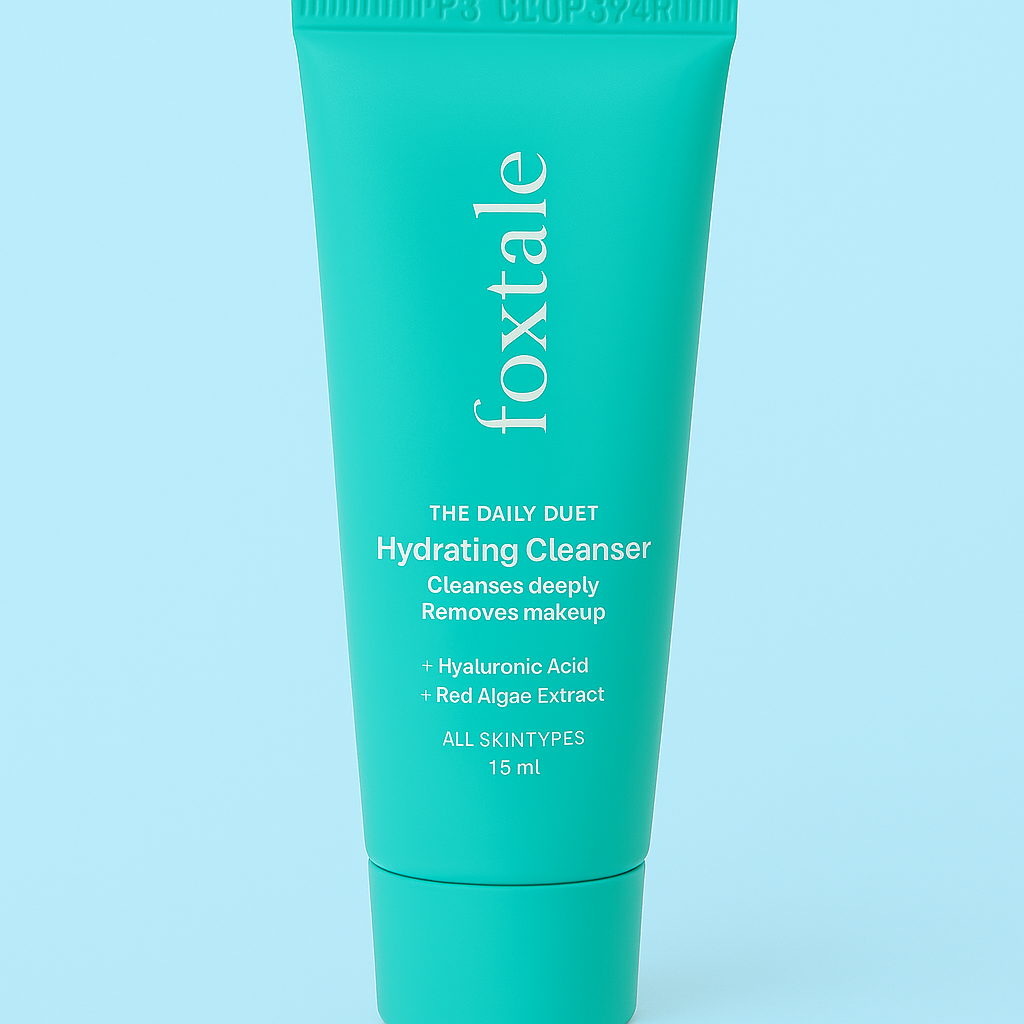 foxtale
THE DAILY DUET
Hydrating Cleanser
Cleanses deeply
Removes makeup
+ Hyaluronic Acid
+ Red Algae Extract
ALL SKINTYPES
15 ml